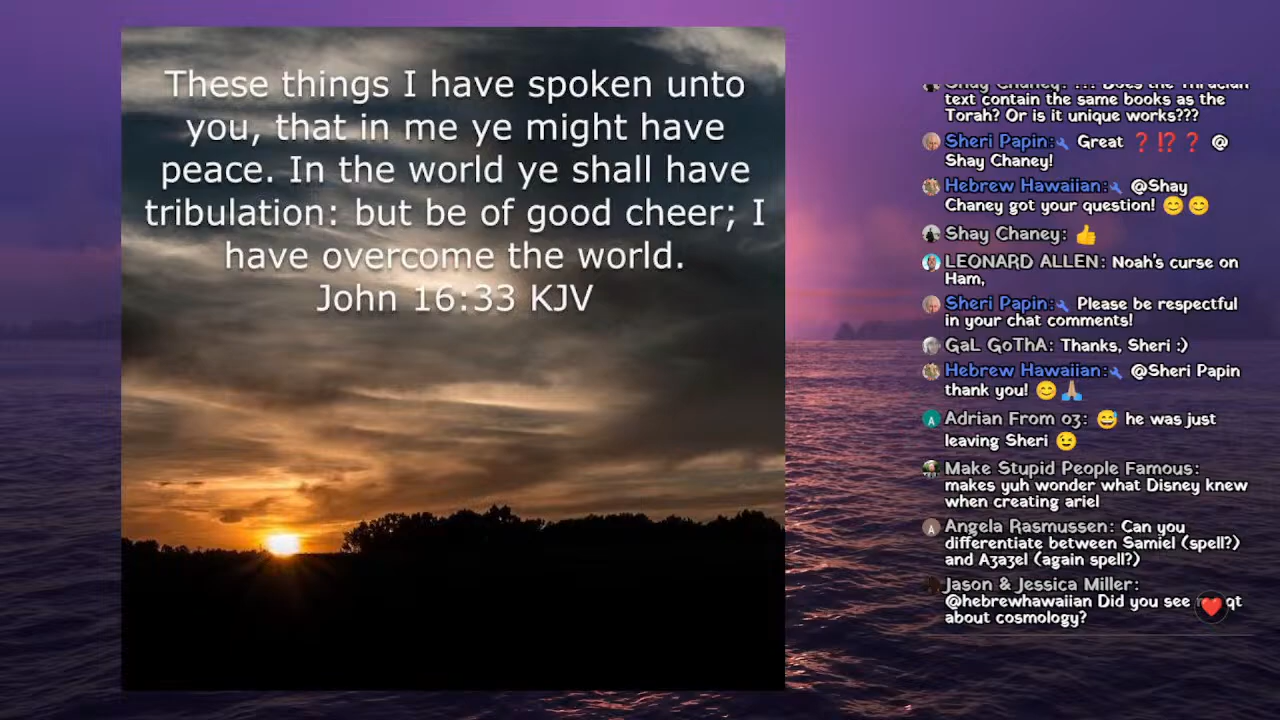 These things I have spoken unto
you, that in me ye might have
peace. In the world ye shall have
tribulation: but be of good cheer; I
have overcome the world.
John 16:33 KJV
Shay Chaney: ??? Does the Thracian
text contain the same books as the
Torah? Or is it unique works???
Sheri Papin: Great ❓⁉️❓ @
Shay Chaney!
Hebrew Hawaiian: @Shay
Chaney got your question! 😊😊
Shay Chaney: 👍
LEONARD ALLEN: Noah's curse on
Ham,
Sheri Papin: Please be respectful
in your chat comments!
GaL GoThA: Thanks, Sheri :)
Hebrew Hawaiian: @Sheri Papin
thank you! 😊🙏🏼
A Adrian From 03: 😅 he was just
leaving Sheri 😉
Make Stupid People Famous:
makes yuh wonder what Disney knew
when creating ariel
A Angela Rasmussen: Can you
differentiate between Samiel (spell?)
and Azazel (again spell?)
Jason & Jessica Miller:
@hebrewhawaiian Did you see qt
about cosmology?